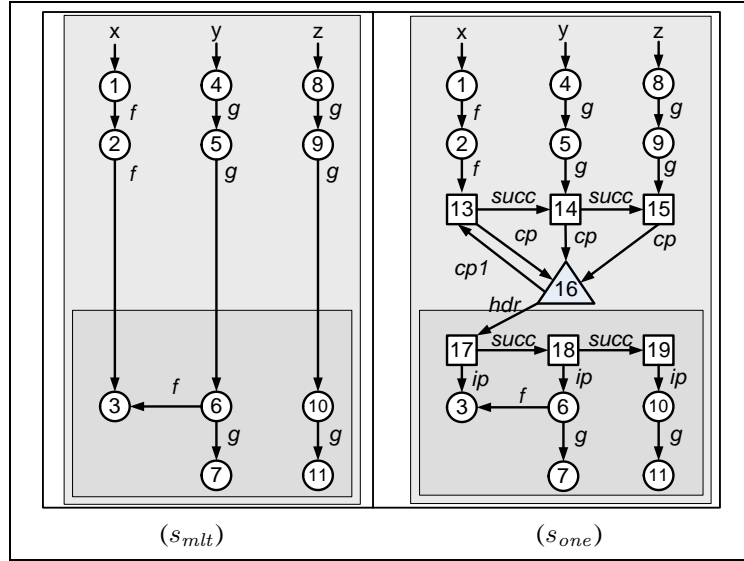 x y z x y z
1 4 8 1 4 8
f g g f g g
2 5 9 2 5 9
f g g f g g
13 succ 14 succ 15
cp cp cp
cp1
16
hdr
17 succ 18 succ 19
ip ip ip
3 f 6 10 3 f 6 10
g g g g
7 11 7 11
(s_mlt) (s_one)